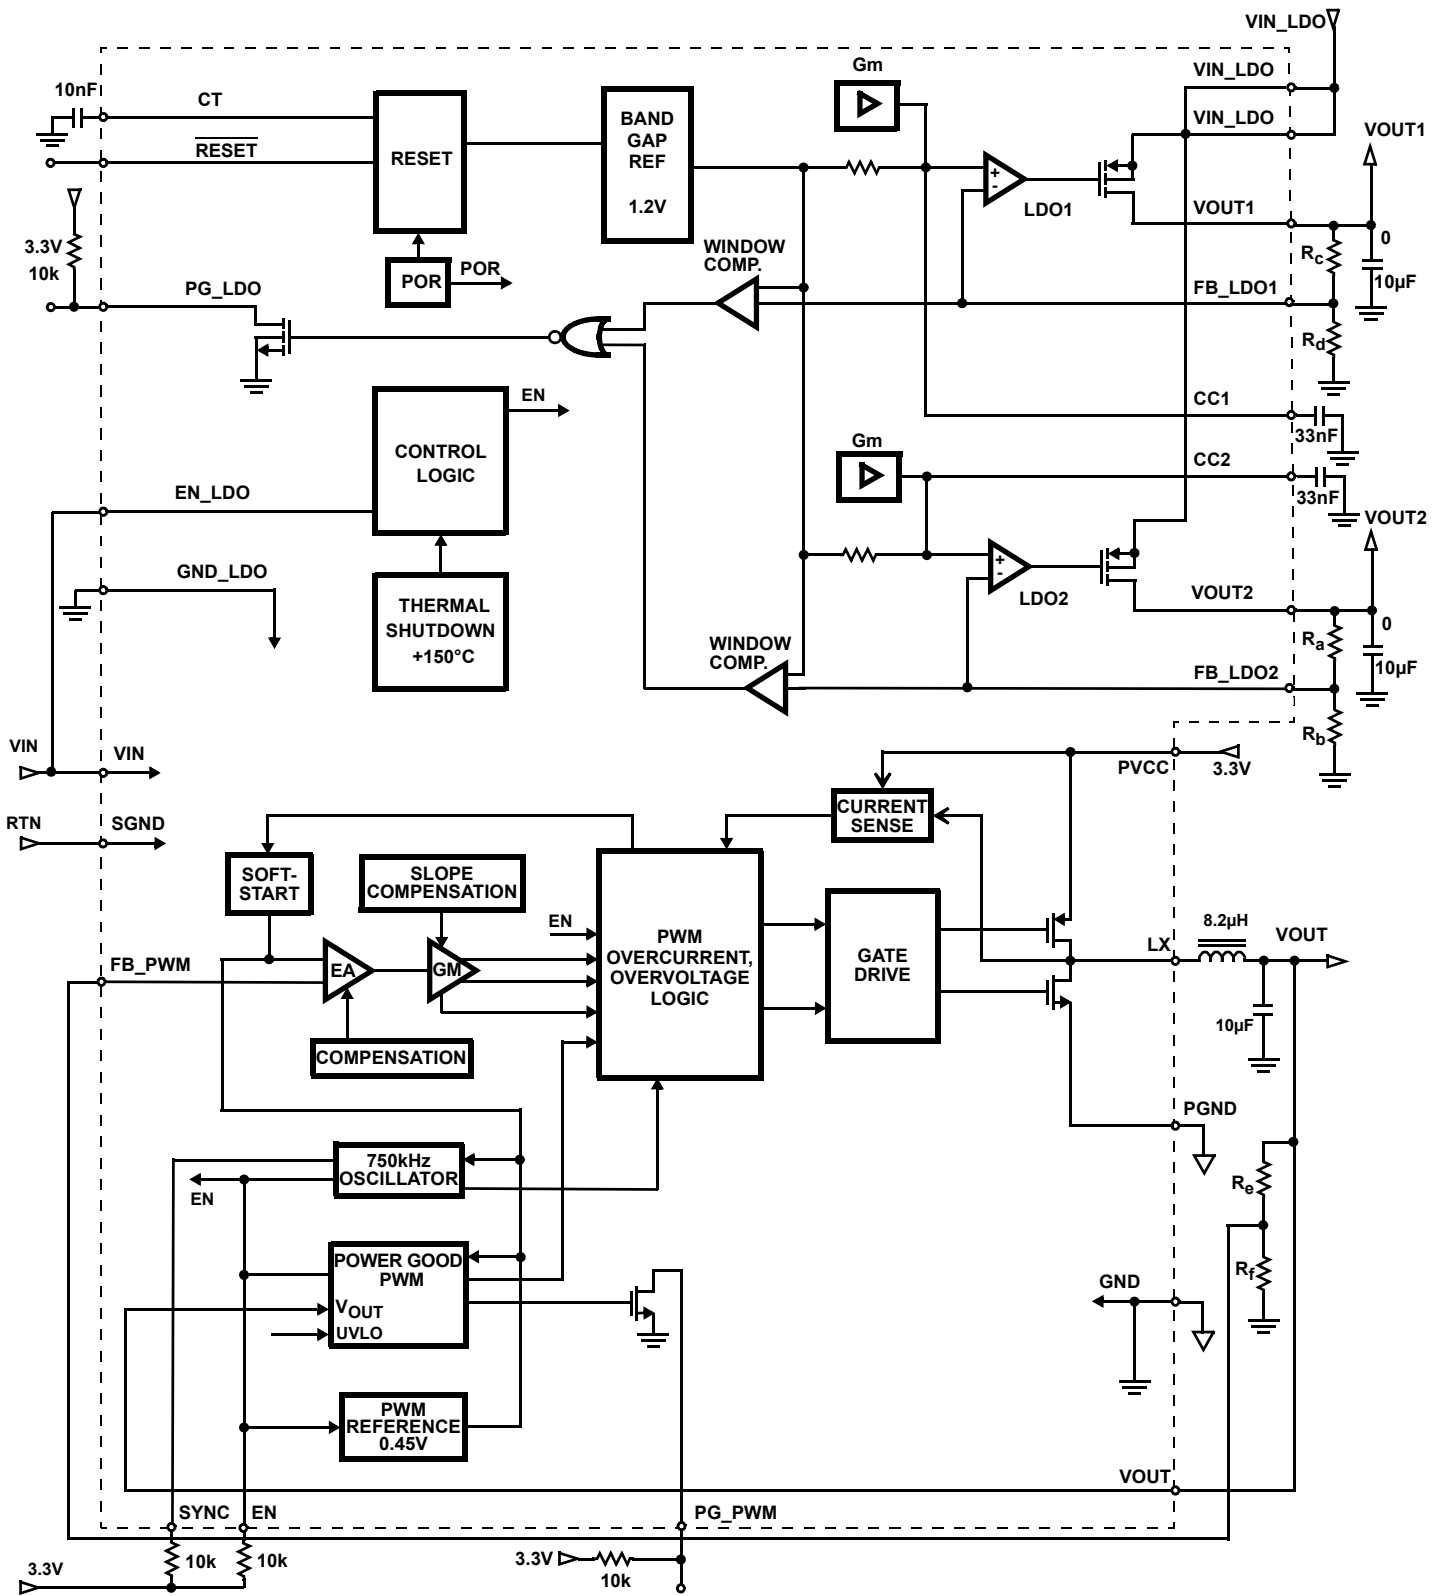 VIN_LDO
10nF
CT
RESET
RESET
BAND
GAP
REF
1.2V
Gm
VIN_LDO
VIN_LDO
VOUT1
+
-
LDO1
VOUT1
0
Rc
10µF
3.3V
10k
PG_LDO
POR
POR
WINDOW
COMP.
FB_LDO1
Rd
EN
CONTROL
LOGIC
CC1
33nF
Gm
CC2
33nF
EN_LDO
VOUT2
GND_LDO
THERMAL
SHUTDOWN
+150°C
+
-
LDO2
VOUT2
0
Ra
10µF
WINDOW
COMP.
FB_LDO2
Rb
VIN
VIN
PVCC
3.3V
RTN
SGND
CURRENT
SENSE
SOFT-
START
SLOPE
COMPENSATION
EN
PWM
OVERCURRENT,
OVERVOLTAGE
LOGIC
GATE
DRIVE
LX
8.2µH
VOUT
FB_PWM
EA
GM
10µF
COMPENSATION
PGND
750kHz
OSCILLATOR
EN
Re
POWER GOOD
PWM
VOUT
UVLO
GND
Rf
PWM
REFERENCE
0.45V
VOUT
SYNC
EN
PG_PWM
10k
10k
3.3V
10k
3.3V